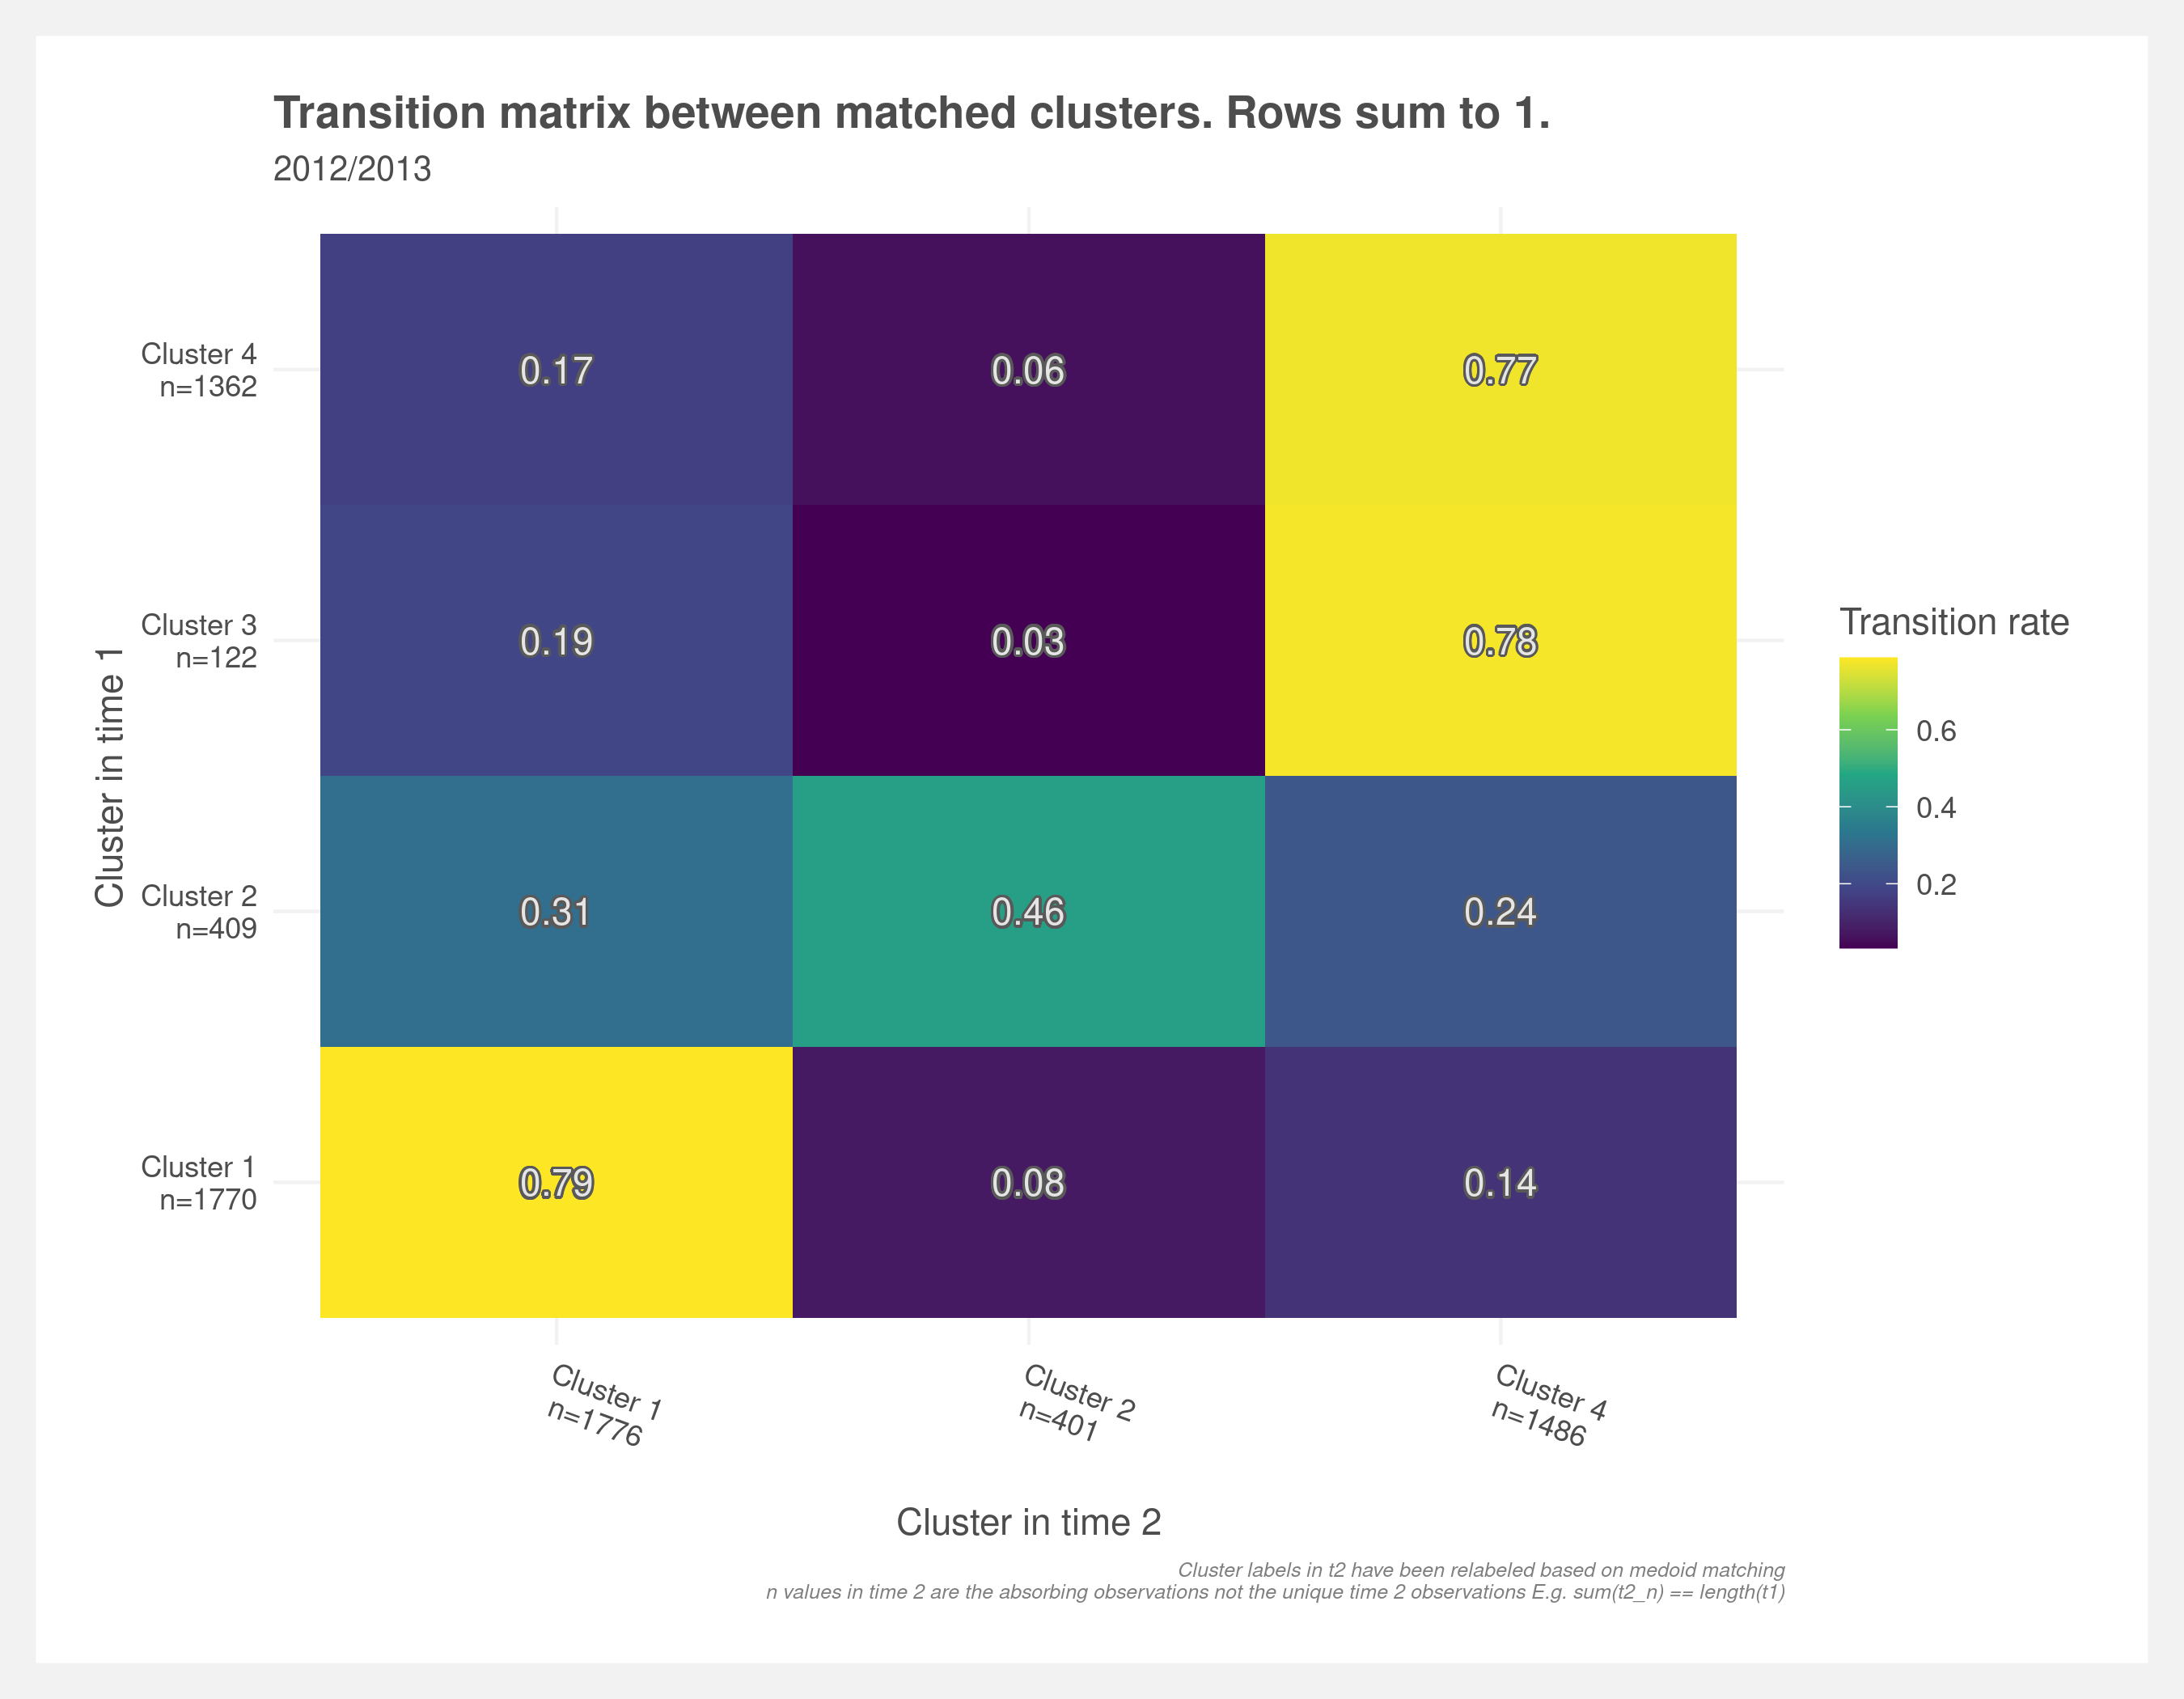 Transition matrix between matched clusters. Rows sum to 1.
2012/2013
Cluster in time 1
Cluster 4
n=1362
0.17
0.06
0.77
Cluster 3
n=122
0.19
0.03
0.78
Cluster 2
n=409
0.31
0.46
0.24
Cluster 1
n=1770
0.79
0.08
0.14
Transition rate
0.6
0.4
0.2
Cluster 1
n=1776
Cluster 2
n=401
Cluster 4
n=1486
Cluster in time 2
Cluster labels in t2 have been relabeled based on medoid matching
n values in time 2 are the absorbing observations not the unique time 2 observations E.g. sum(t2_n) == length(t1)